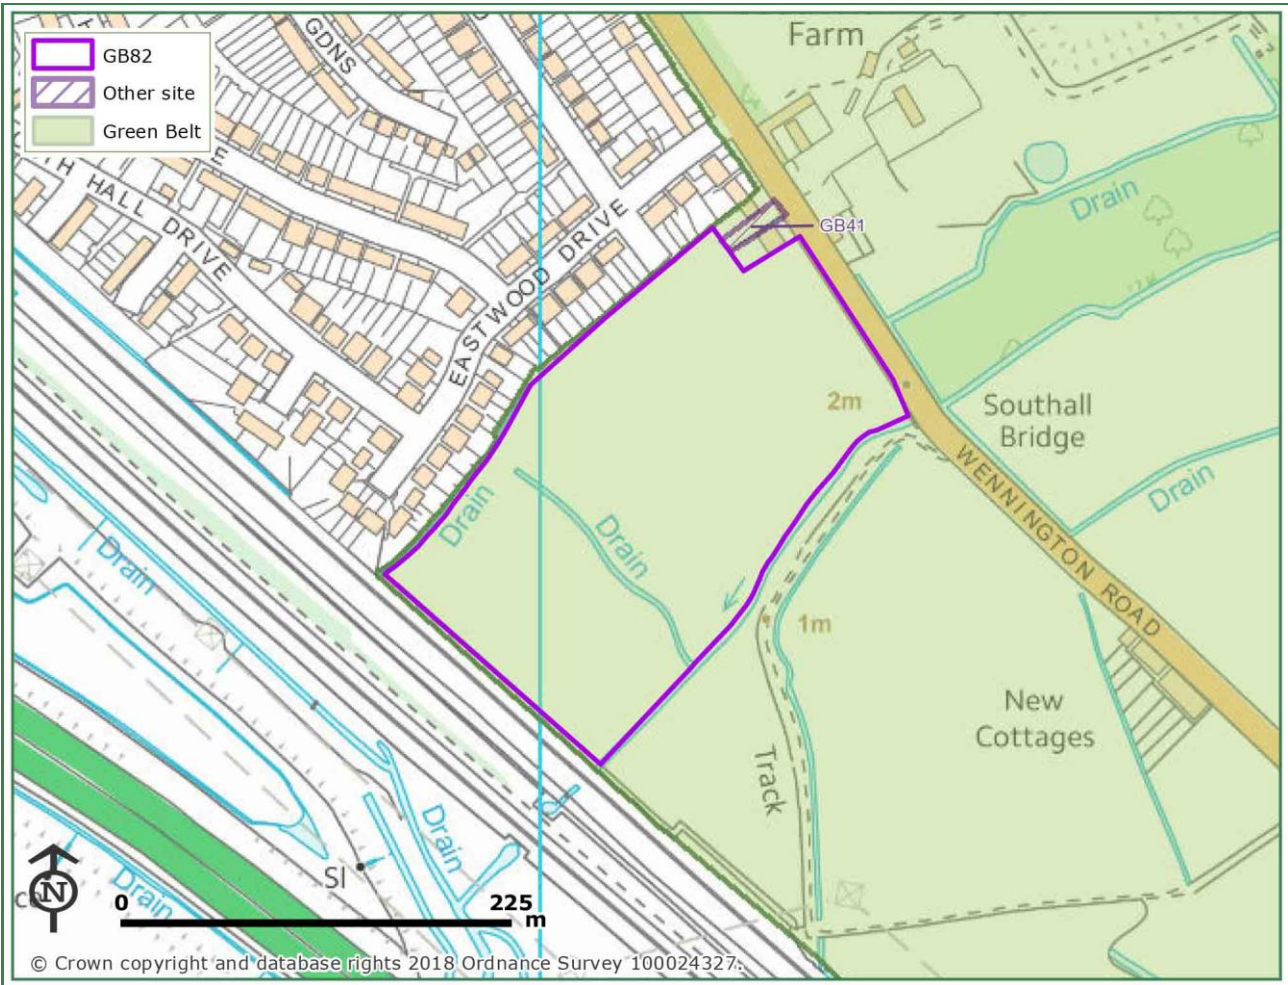 GB82
Other site
Green Belt
GDNS
Farm
HALL DRIVE
EASTWOOD DRIVE
GB41
Drain
2m
Southall
Bridge
WENNINGTON ROAD
Drain
Drain
Drain
Drain
1m
New
Cottages
Track
Drain
Drain
SI
N
0
225
m
© Crown copyright and database rights 2018 Ordnance Survey 100024327.